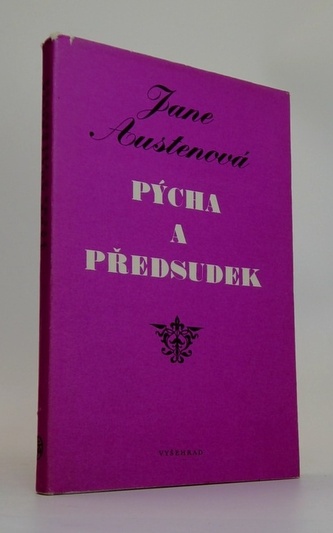 Jane
Austenová
PÝCHA
A
PŘEDSUDEK
VYŠEHRAD